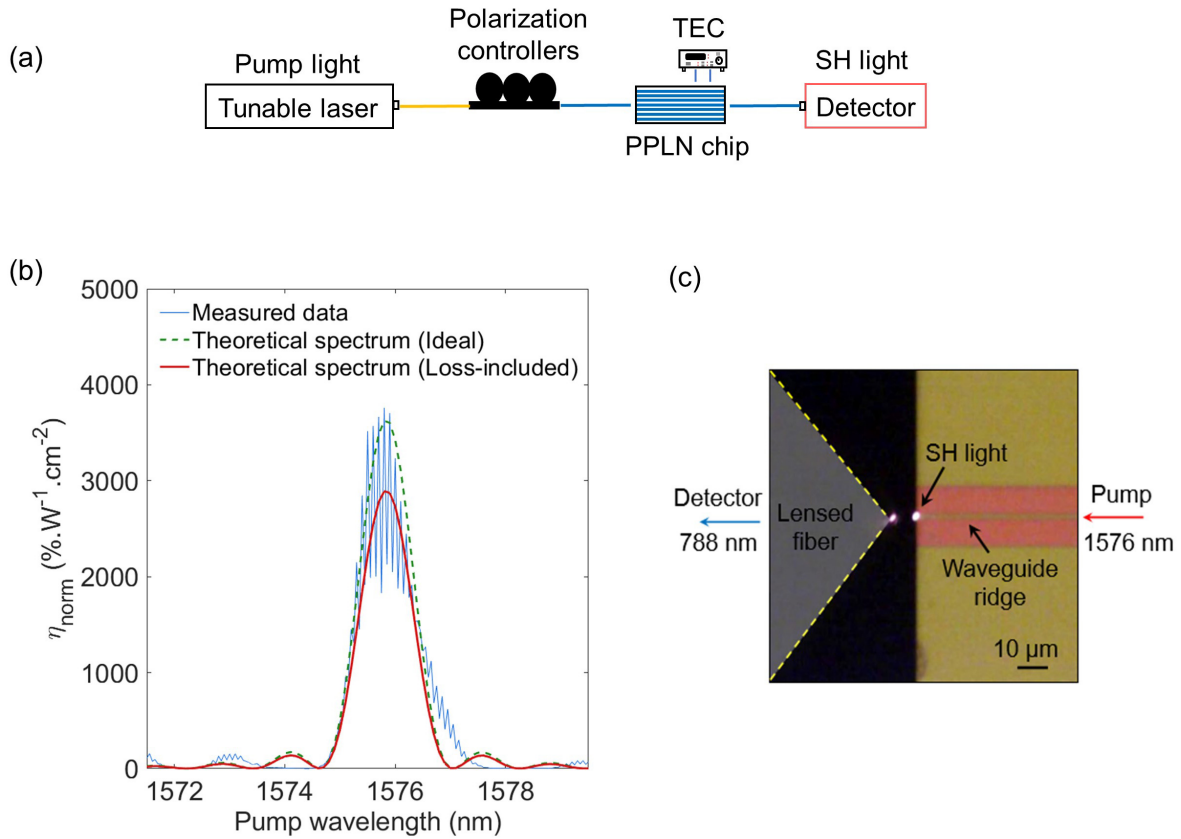 (a)
Pump light
Tunable laser
Polarization
controllers
TEC
PPLN chip
SH light
Detector
(b)
5000
4000
3000
2000
1000
0
η_norm (%.W⁻¹.cm⁻²)
Measured data
Theoretical spectrum (Ideal)
Theoretical spectrum (Loss-included)
1572 1574 1576 1578
Pump wavelength (nm)
(c)
Detector
788 nm
Lensed
fiber
SH light
Waveguide
ridge
10 μm
Pump
1576 nm